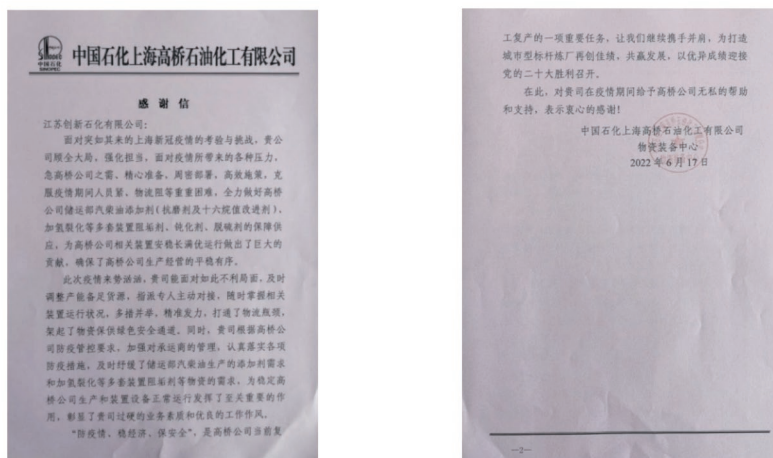 中国石化
SINOPEC
中国石化上海高桥石油化工有限公司
感谢信
江苏创新石化有限公司：
面对突如其来的上海新冠疫情的考验与挑战，贵公
司顾全大局，强化担当，面对疫情所带来的各种压力，
急高桥公司之需、精心准备、周密部署，高效施策，克
服疫情期间人员紧、物流阻等重重困难，全力做好高桥
公司储运部汽柴油添加剂（抗磨剂及十六烷值改进剂）、
加氢裂化等多套装置阻垢剂、钝化剂、脱硫剂的保障供
应，为高桥公司相关装置安稳长满优运行做出了巨大的
贡献，确保了高桥公司生产经营的平稳有序。
此次疫情来势汹汹，贵司能面对如此不利局面，及时
调整产能备足货源，指派专人主动对接，随时掌握相关
装置运行状况，多措并举，精准发力，打通了物流瓶颈，
架起了物资保供绿色安全通道。同时，贵司根据高桥公
司防疫管控要求，加强对承运商的管理，认真落实各项
防疫措施，及时纾缓了储运部汽柴油生产的添加剂需求
和加氢裂化等多套装置阻垢剂等物资的需求，为稳定高
桥公司生产和装置设备正常运行发挥了至关重要的作
用，彰显了贵司过硬的业务素质和优良的工作作风。
“防疫情、稳经济、保安全”，是高桥公司当前复
工复产的一项重要任务，让我们继续携手并肩，为打造
城市型标杆炼厂再创佳绩，共赢发展，以优异成绩迎接
党的二十大胜利召开。
在此，对贵司在疫情期间给予高桥公司无私的帮助
和支持，表示衷心的感谢！
中国石化上海高桥石油化工有限公司
物资装备中心
2022年6月17日
—2—